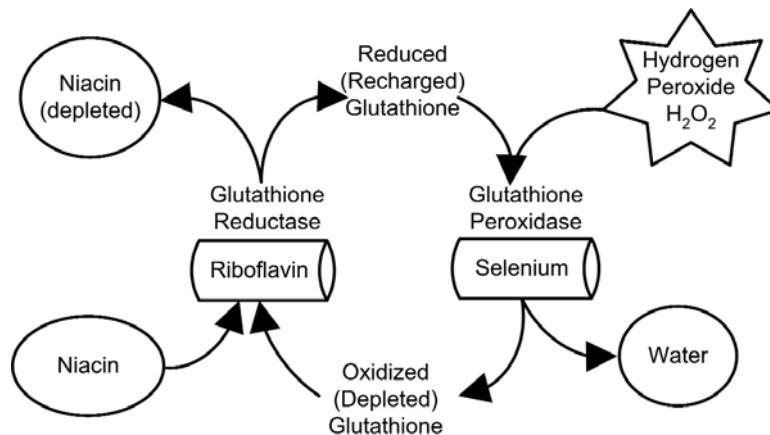 Niacin
(depleted)
Reduced
(Recharged)
Glutathione
Hydrogen
Peroxide
H₂O₂
Glutathione
Reductase
Glutathione
Peroxidase
Riboflavin
Selenium
Niacin
Oxidized
(Depleted)
Glutathione
Water